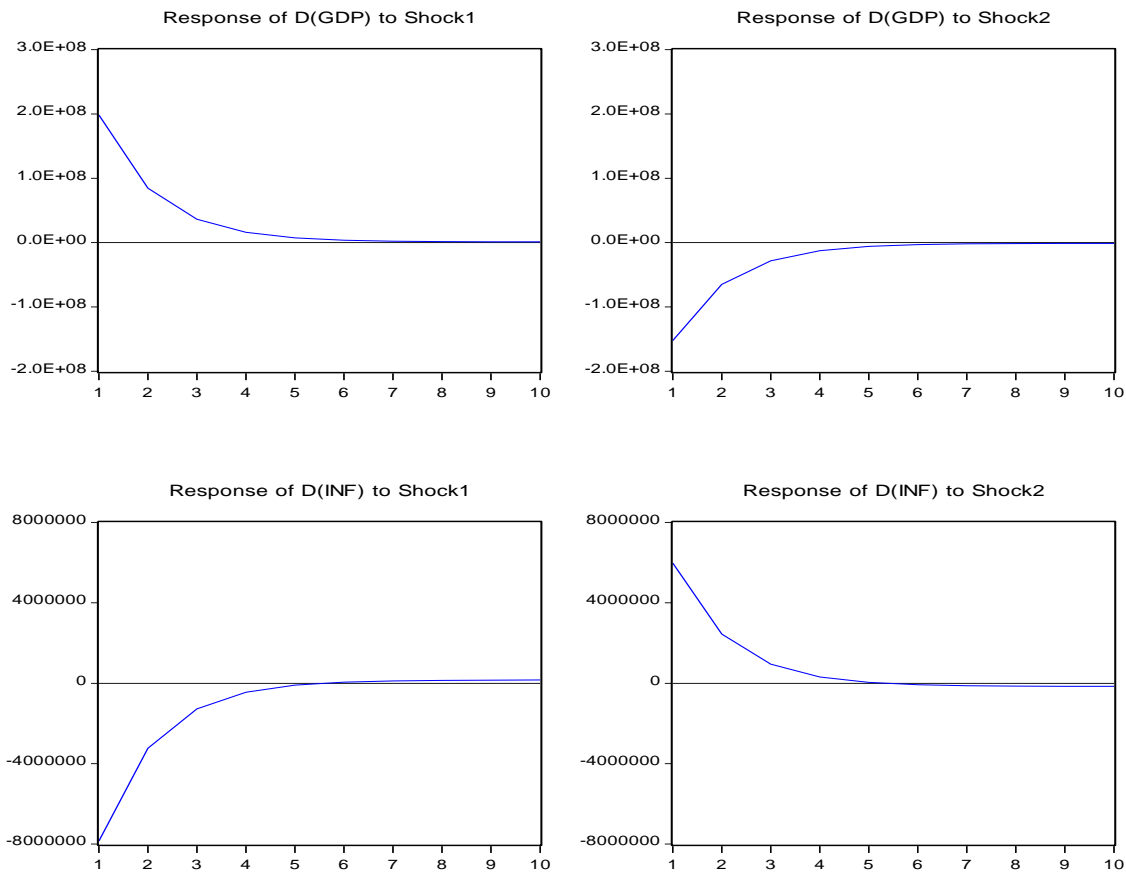 Response of D(GDP) to Shock1
3.0E+08
2.0E+08
1.0E+08
0.0E+00
-1.0E+08
-2.0E+08
1 2 3 4 5 6 7 8 9 10
Response of D(GDP) to Shock2
3.0E+08
2.0E+08
1.0E+08
0.0E+00
-1.0E+08
-2.0E+08
1 2 3 4 5 6 7 8 9 10
Response of D(INF) to Shock1
8000000
4000000
0
-4000000
-8000000
1 2 3 4 5 6 7 8 9 10
Response of D(INF) to Shock2
8000000
4000000
0
-4000000
-8000000
1 2 3 4 5 6 7 8 9 10